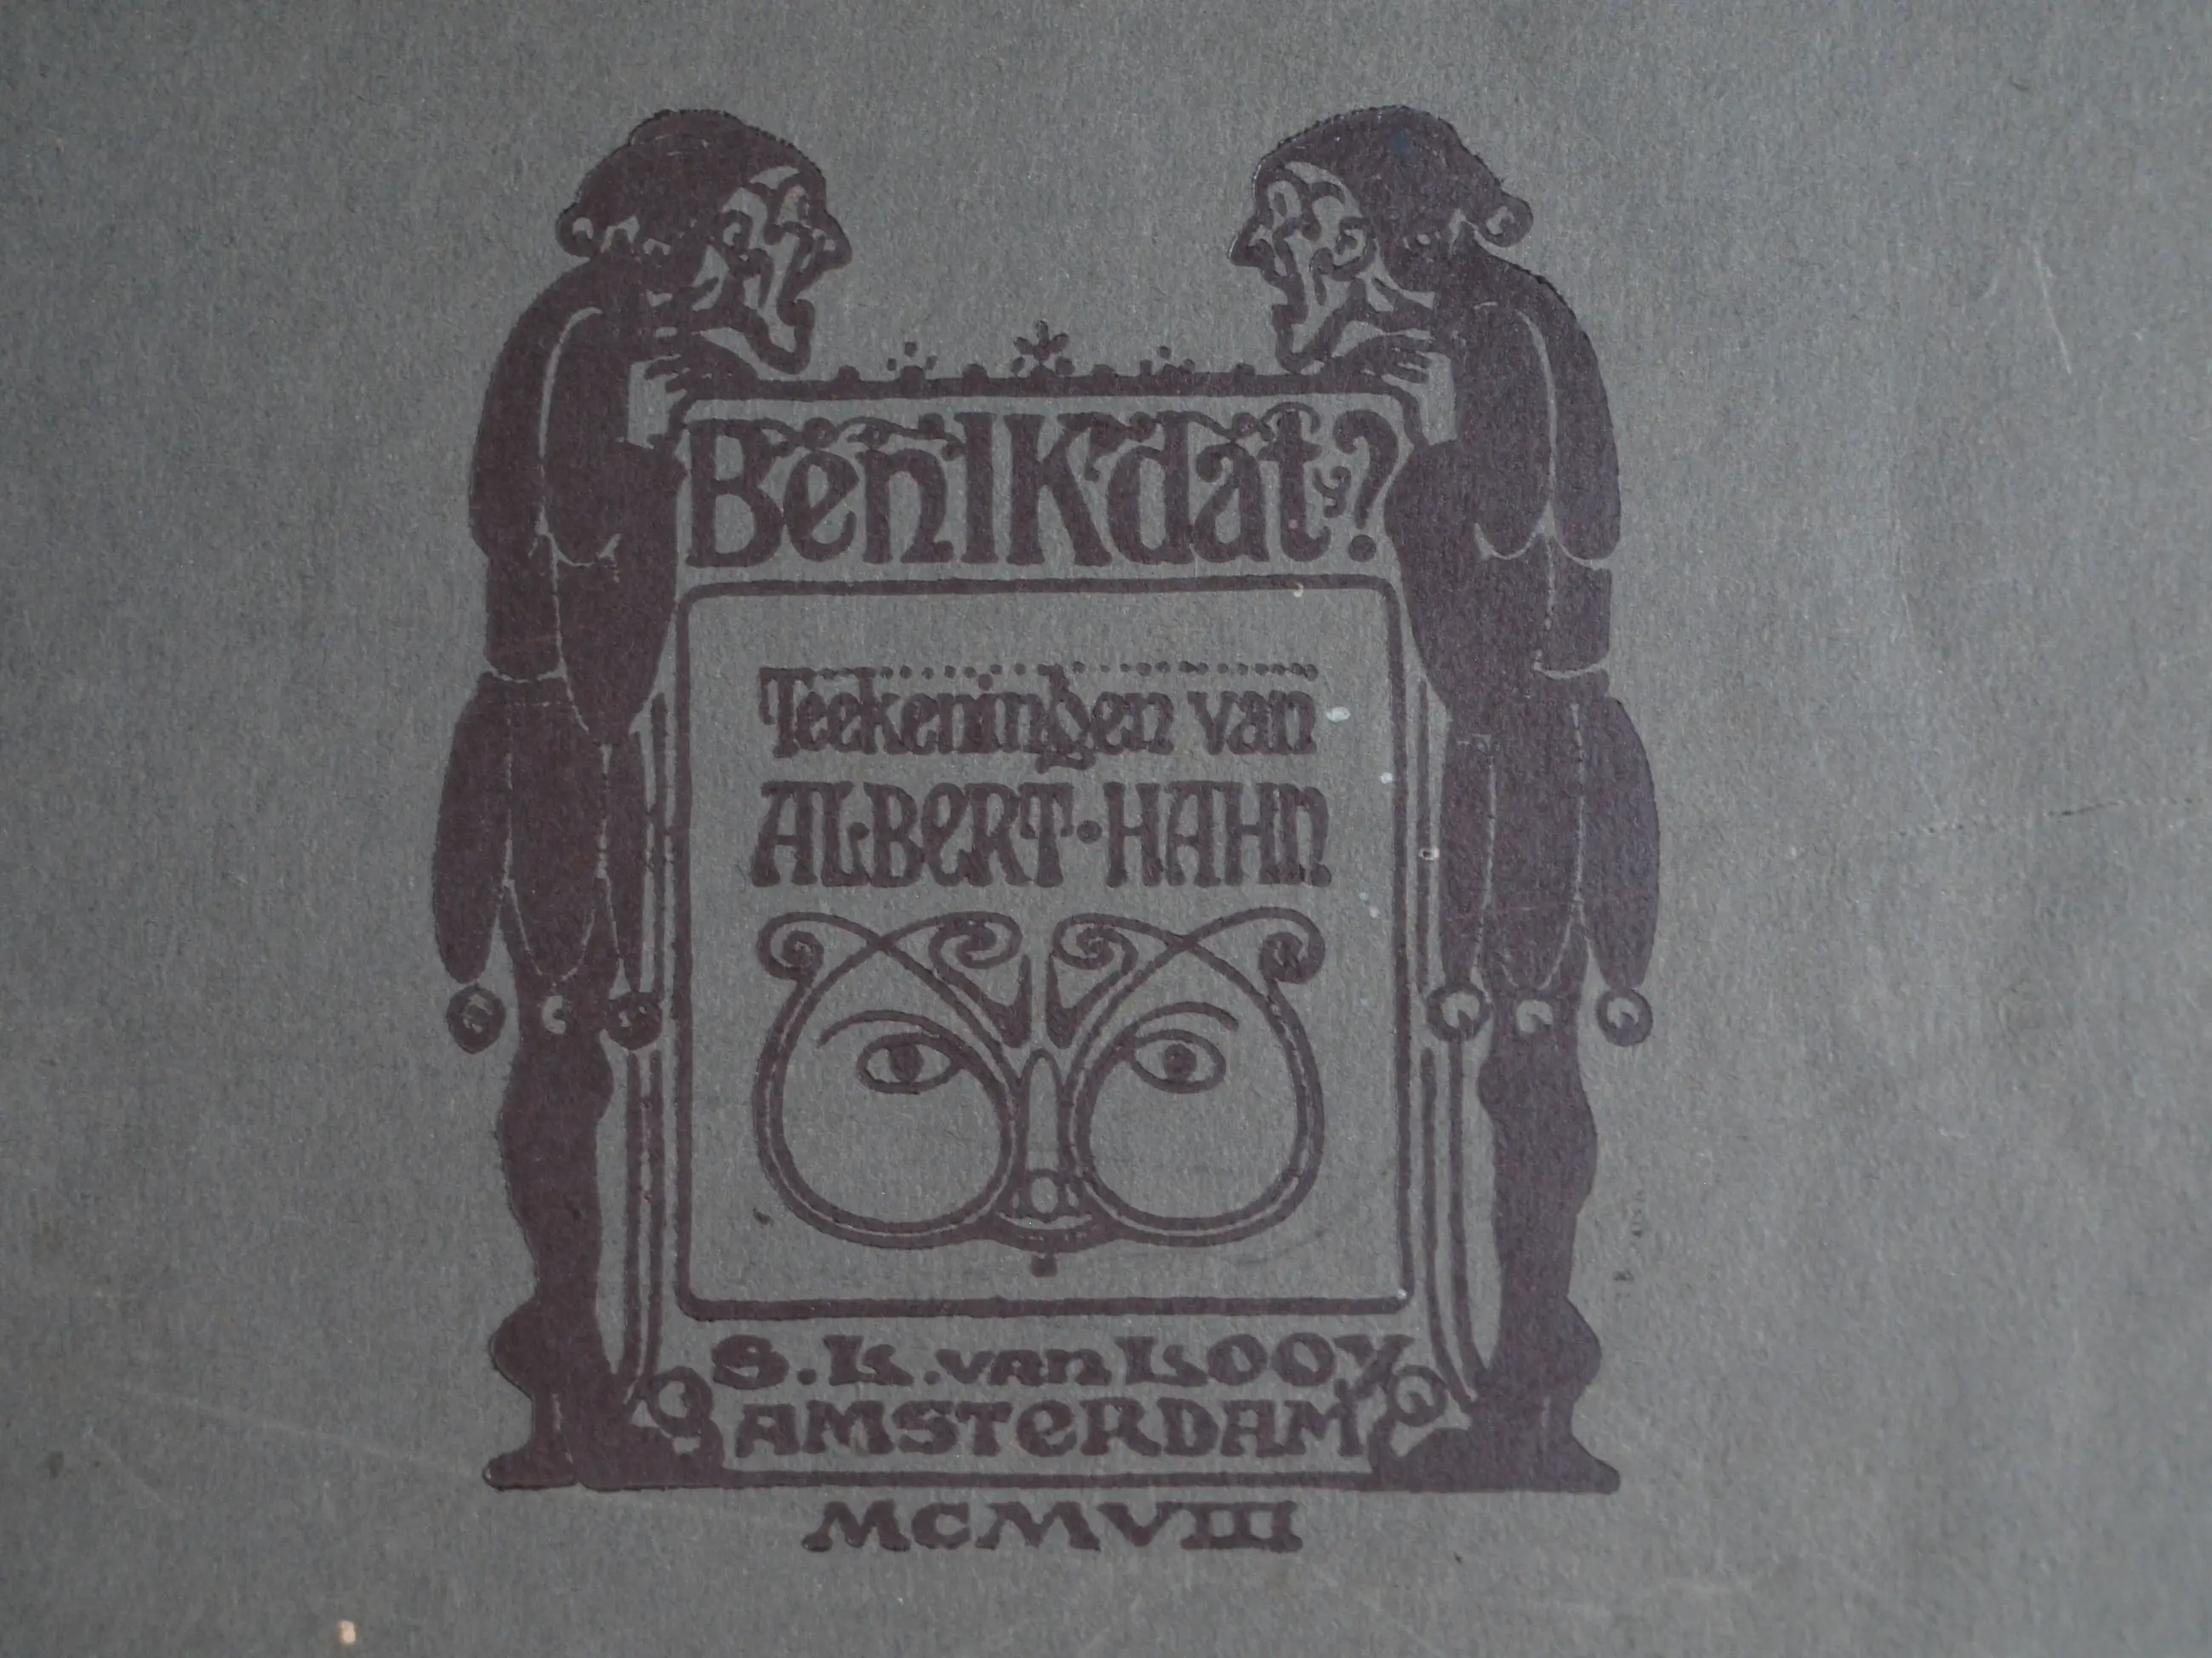 Ben IK dat?
Teekeningen van
ALBERT·HAHN
S.L. van LOOY
AMSTERDAM
MCMVIII